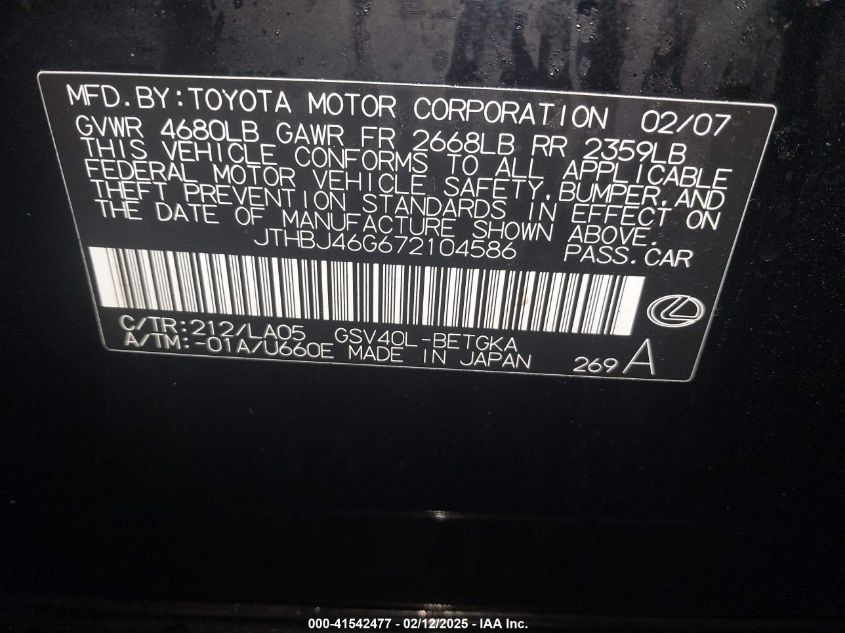 MFD.BY:TOYOTA MOTOR CORPORATION 02/07
GVWR 4680LB GAWR FR 2668LB RR 2359LB
THIS VEHICLE CONFORMS TO ALL APPLICABLE
FEDERAL MOTOR VEHICLE SAFETY,BUMPER,AND
THEFT PREVENTION STANDARDS IN EFFECT ON
THE DATE OF MANUFACTURE SHOWN ABOVE.
JTHBJ46G672104586 PASS.CAR
C/TR:212/LA05 GSV40L-BETGKA
A/TM:-01A/U660E MADE IN JAPAN 269 A
000-41542477 - 02/12/2025 - IAA Inc.